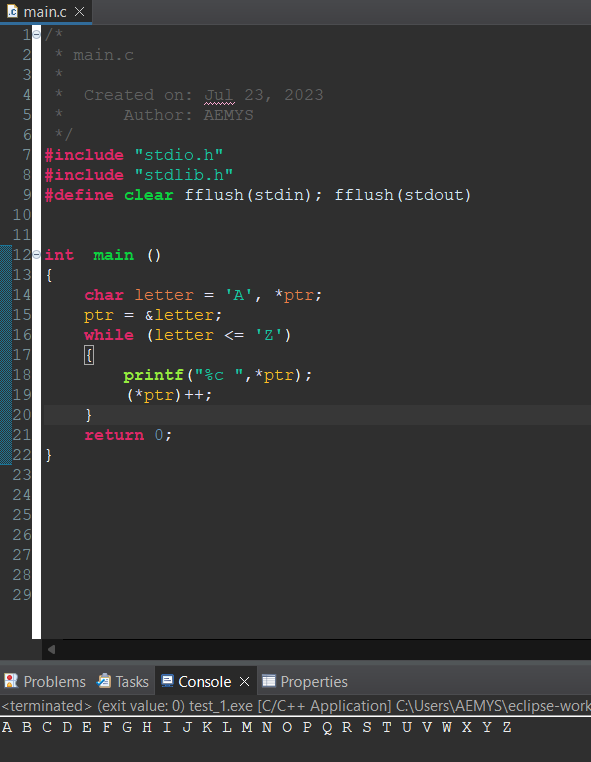 main.c
1 /*
2  * main.c
3  *
4  *  Created on: Jul 23, 2023
5  *      Author: AEMYS
6  */
7 #include "stdio.h"
8 #include "stdlib.h"
9 #define clear fflush(stdin); fflush(stdout)
10
11
12 int  main ()
13 {
14     char letter = 'A', *ptr;
15     ptr = &letter;
16     while (letter <= 'Z')
17     {
18         printf("%c ",*ptr);
19         (*ptr)++;
20     }
21     return 0;
22 }
23
24
25
26
27
28
29
Problems Tasks Console Properties
<terminated> (exit value: 0) test_1.exe [C/C++ Application] C:\Users\AEMYS\eclipse-work
A B C D E F G H I J K L M N O P Q R S T U V W X Y Z